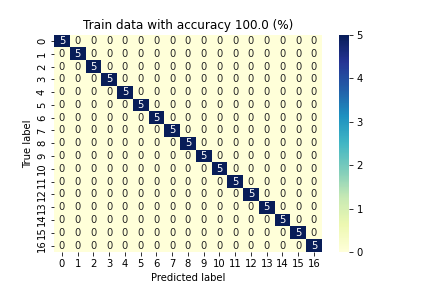 Train data with accuracy 100.0 (%)
True label
0 5 0 0 0 0 0 0 0 0 0 0 0 0 0 0 0 0
1 0 5 0 0 0 0 0 0 0 0 0 0 0 0 0 0 0
2 0 0 5 0 0 0 0 0 0 0 0 0 0 0 0 0 0
3 0 0 0 5 0 0 0 0 0 0 0 0 0 0 0 0 0
4 0 0 0 0 5 0 0 0 0 0 0 0 0 0 0 0 0
5 0 0 0 0 0 5 0 0 0 0 0 0 0 0 0 0 0
6 0 0 0 0 0 0 5 0 0 0 0 0 0 0 0 0 0
7 0 0 0 0 0 0 0 5 0 0 0 0 0 0 0 0 0
8 0 0 0 0 0 0 0 0 5 0 0 0 0 0 0 0 0
9 0 0 0 0 0 0 0 0 0 5 0 0 0 0 0 0 0
10 0 0 0 0 0 0 0 0 0 0 5 0 0 0 0 0 0
11 0 0 0 0 0 0 0 0 0 0 0 5 0 0 0 0 0
12 0 0 0 0 0 0 0 0 0 0 0 0 5 0 0 0 0
13 0 0 0 0 0 0 0 0 0 0 0 0 0 5 0 0 0
14 0 0 0 0 0 0 0 0 0 0 0 0 0 0 5 0 0
15 0 0 0 0 0 0 0 0 0 0 0 0 0 0 0 5 0
16 0 0 0 0 0 0 0 0 0 0 0 0 0 0 0 0 5
0 1 2 3 4 5 6 7 8 9 10 11 12 13 14 15 16
Predicted label
5
4
3
2
1
0